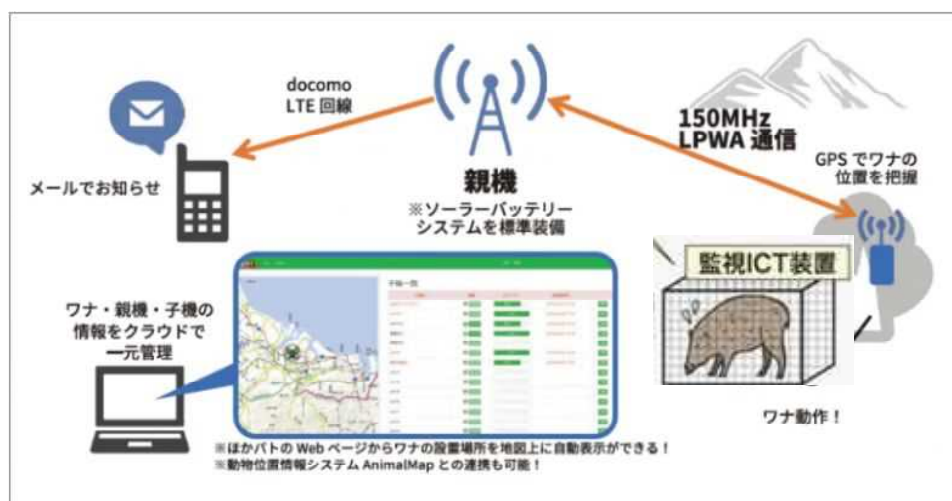 docomo
LTE 回線
150MHz
LPWA 通信
GPS でワナの
位置を把握
メールでお知らせ
親機
※ソーラーバッテリー
システムを標準装備
監視ICT装置
子機一覧
ワナ・親機・子機の
情報をクラウドで
一元管理
ワナ動作！
※ほかパトの Web ページからワナの設置場所を地図上に自動表示ができる！
※動物位置情報システム AnimalMap との連携も可能！